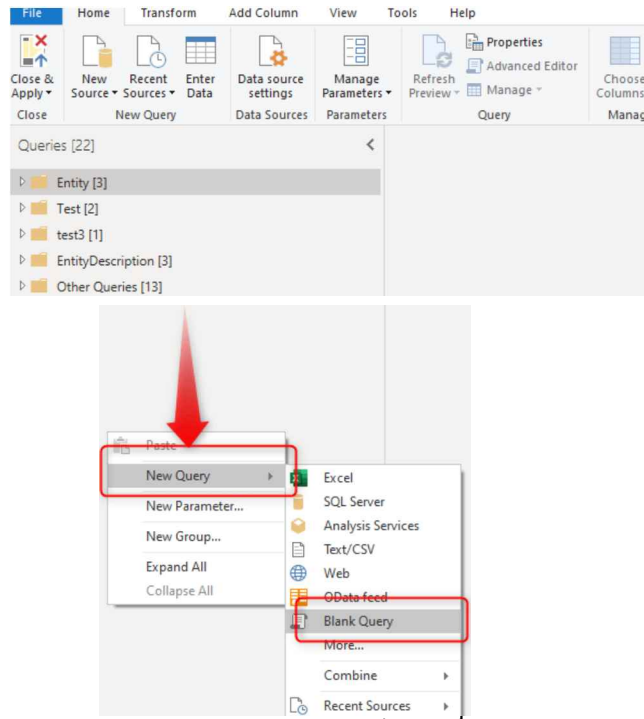 File Home Transform Add Column View Tools Help
Properties
Advanced Editor
Manage
Close & Apply
New Source
Recent Sources
Enter Data
Data source settings
Manage Parameters
Refresh Preview
Choose Columns
Close New Query Data Sources Parameters Query Manag
Queries [22]
Entity [3]
Test [2]
test3 [1]
EntityDescription [3]
Other Queries [13]
Paste
New Query
New Parameter...
New Group...
Expand All
Collapse All
Excel
SQL Server
Analysis Services
Text/CSV
Web
OData feed
Blank Query
More...
Combine
Recent Sources